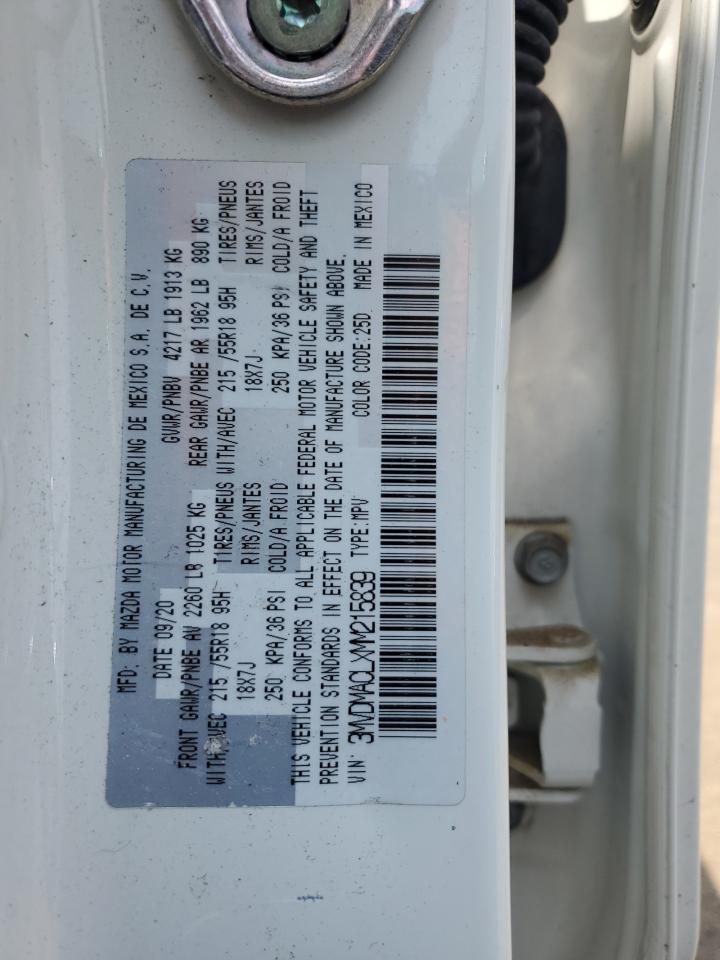 MFD. BY MAZDA MOTOR MANUFACTURING DE MEXICO S.A. DE C.V.
DATE 09/20 GVWR/PNBV 4217 LB 1913 KG
FRONT GAWR/PNBE AV 2260 LB 1025 KG REAR GAWR/PNBE AR 1962 LB 890 KG
WITH/AVEC 215 /55R18 95H TIRES/PNEUS WITH/AVEC 215 /55R18 95H TIRES/PNEUS
18X7J RIMS/JANTES 18X7J RIMS/JANTES
250 KPA/36 PSI COLD/A FROID 250 KPA/36 PSI COLD/A FROID
THIS VEHICLE CONFORMS TO ALL APPLICABLE FEDERAL MOTOR VEHICLE SAFETY AND THEFT
PREVENTION STANDARDS IN EFFECT ON THE DATE OF MANUFACTURE SHOWN ABOVE.
VIN: 3MVDMACLXMM215839 TYPE:MPV COLOR CODE:25D MADE IN MEXICO